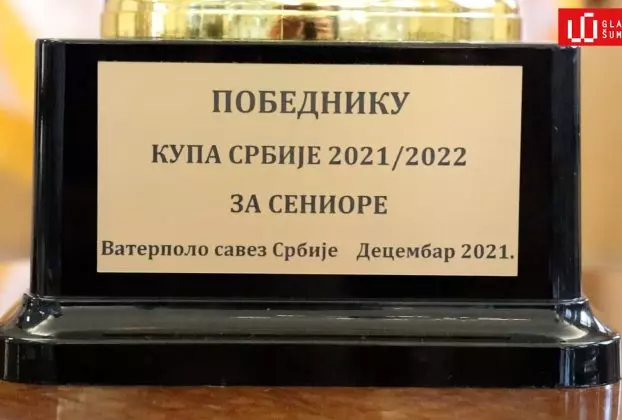 ПОБЕДНИКУ
КУПА СРБИЈЕ 2021/2022
ЗА СЕНИОРЕ
Ватерполо савез Србије Децембар 2021.